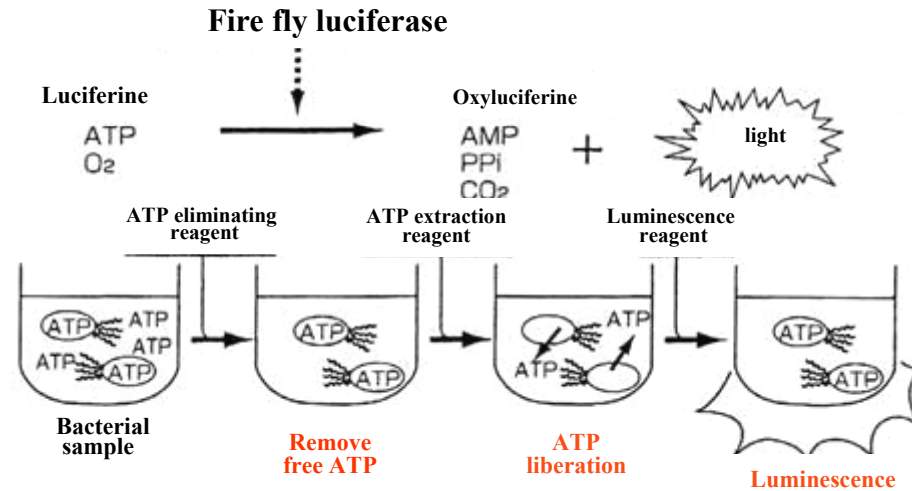 Fire fly luciferase
Luciferine
ATP
O2
Oxyluciferine
AMP
PPi
CO2
+
light
ATP eliminating
reagent
ATP extraction
reagent
Luminescence
reagent
ATP
ATP
ATP
ATP
ATP
Bacterial
sample
ATP
ATP
Remove
free ATP
ATP
ATP
ATP
liberation
ATP
ATP
Luminescence